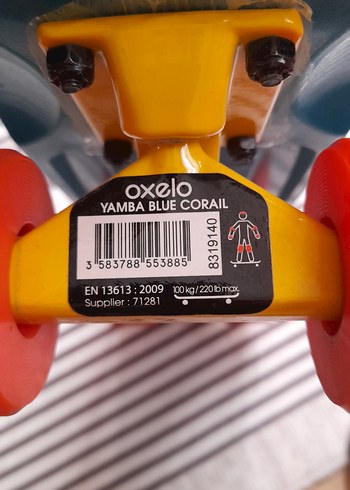 oxelo
YAMBA BLUE CORAIL
8319140
3 583788 553885
EN 13613 : 2009
100 kg / 220 lb max.
Supplier : 71281